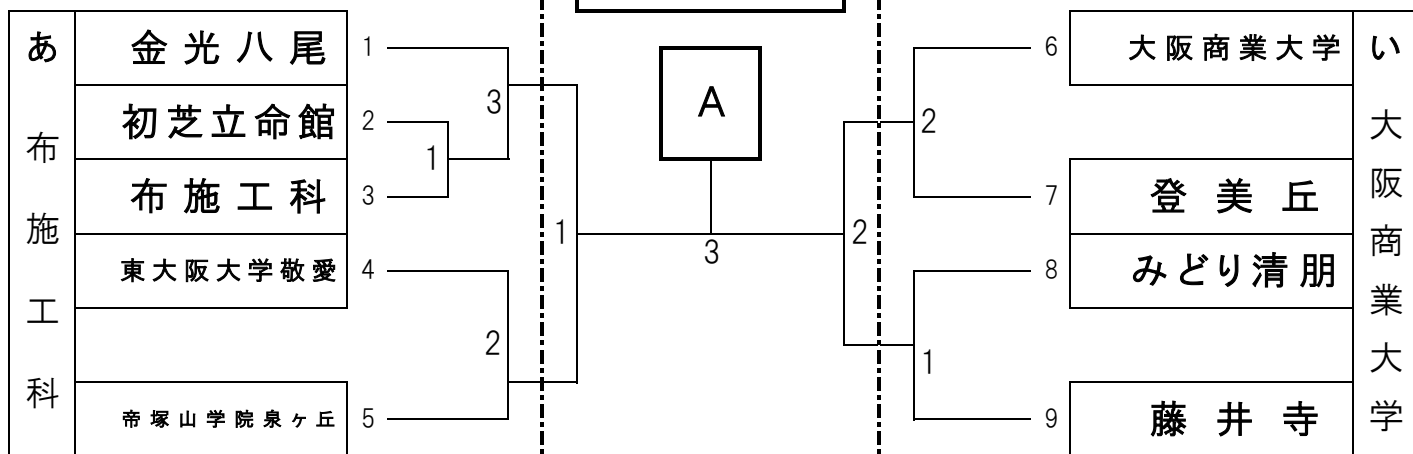 あ 布施工科
金光八尾 1
初芝立命館 2
布施工科 3
東大阪大学敬愛 4
帝塚山学院泉ヶ丘 5
1
3
2
1
A
3
2
2
1
6 大阪商業大学
7 登美丘
8 みどり清朋
9 藤井寺
い 大阪商業大学